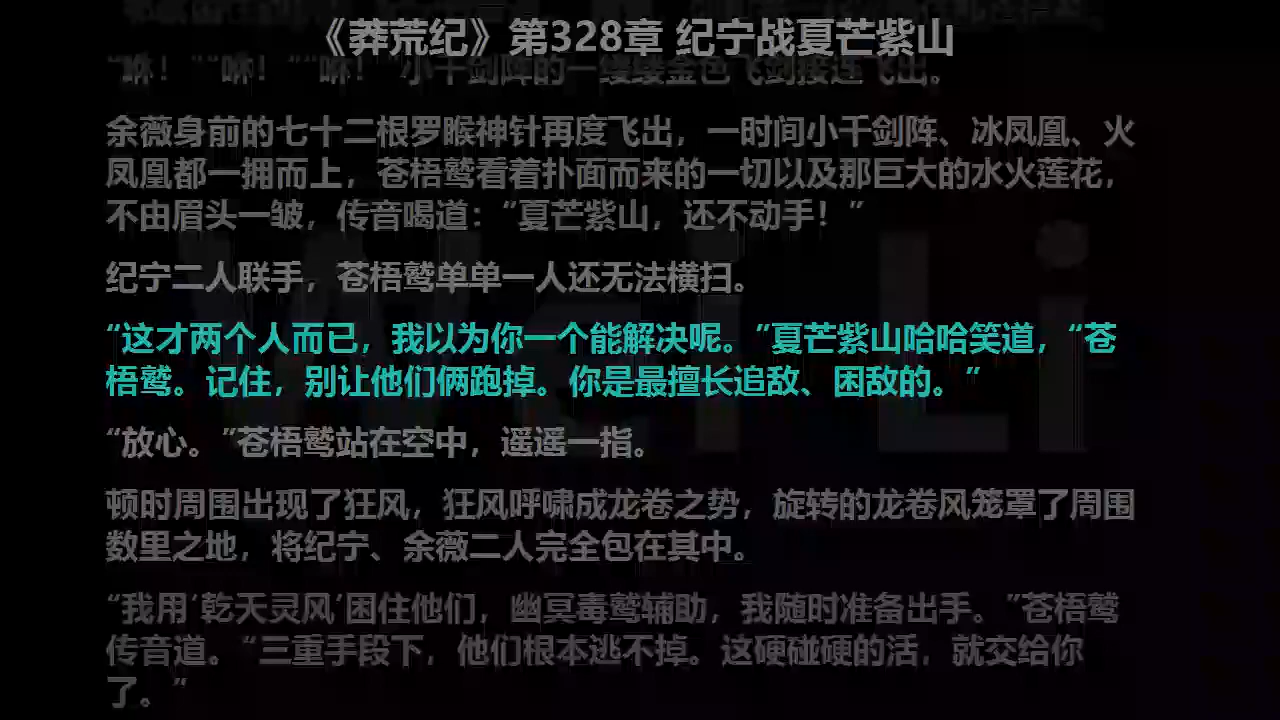 《莽荒纪》第328章 纪宁战夏芒紫山
“咻！”“咻！”“咻！”小千剑阵的一缕缕金色飞剑接连飞出。
余薇身前的七十二根罗睺神针再度飞出，一时间小千剑阵、冰凤凰、火
凤凰都一拥而上，苍梧鹫看着扑面而来的一切以及那巨大的水火莲花，
不由眉头一皱，传音喝道：“夏芒紫山，还不动手！”
纪宁二人联手，苍梧鹫单单一人还无法横扫。
“这才两个人而已，我以为你一个能解决呢。”夏芒紫山哈哈笑道，“苍
梧鹫。记住，别让他们俩跑掉。你是最擅长追敌、困敌的。”
“放心。”苍梧鹫站在空中，遥遥一指。
顿时周围出现了狂风，狂风呼啸成龙卷之势，旋转的龙卷风笼罩了周围
数里之地，将纪宁、余薇二人完全包在其中。
“我用‘乾天灵风’困住他们，幽冥毒鹫辅助，我随时准备出手。”苍梧鹫
传音道。“三重手段下，他们根本逃不掉。这硬碰硬的活，就交给你
了。”
Wei Li